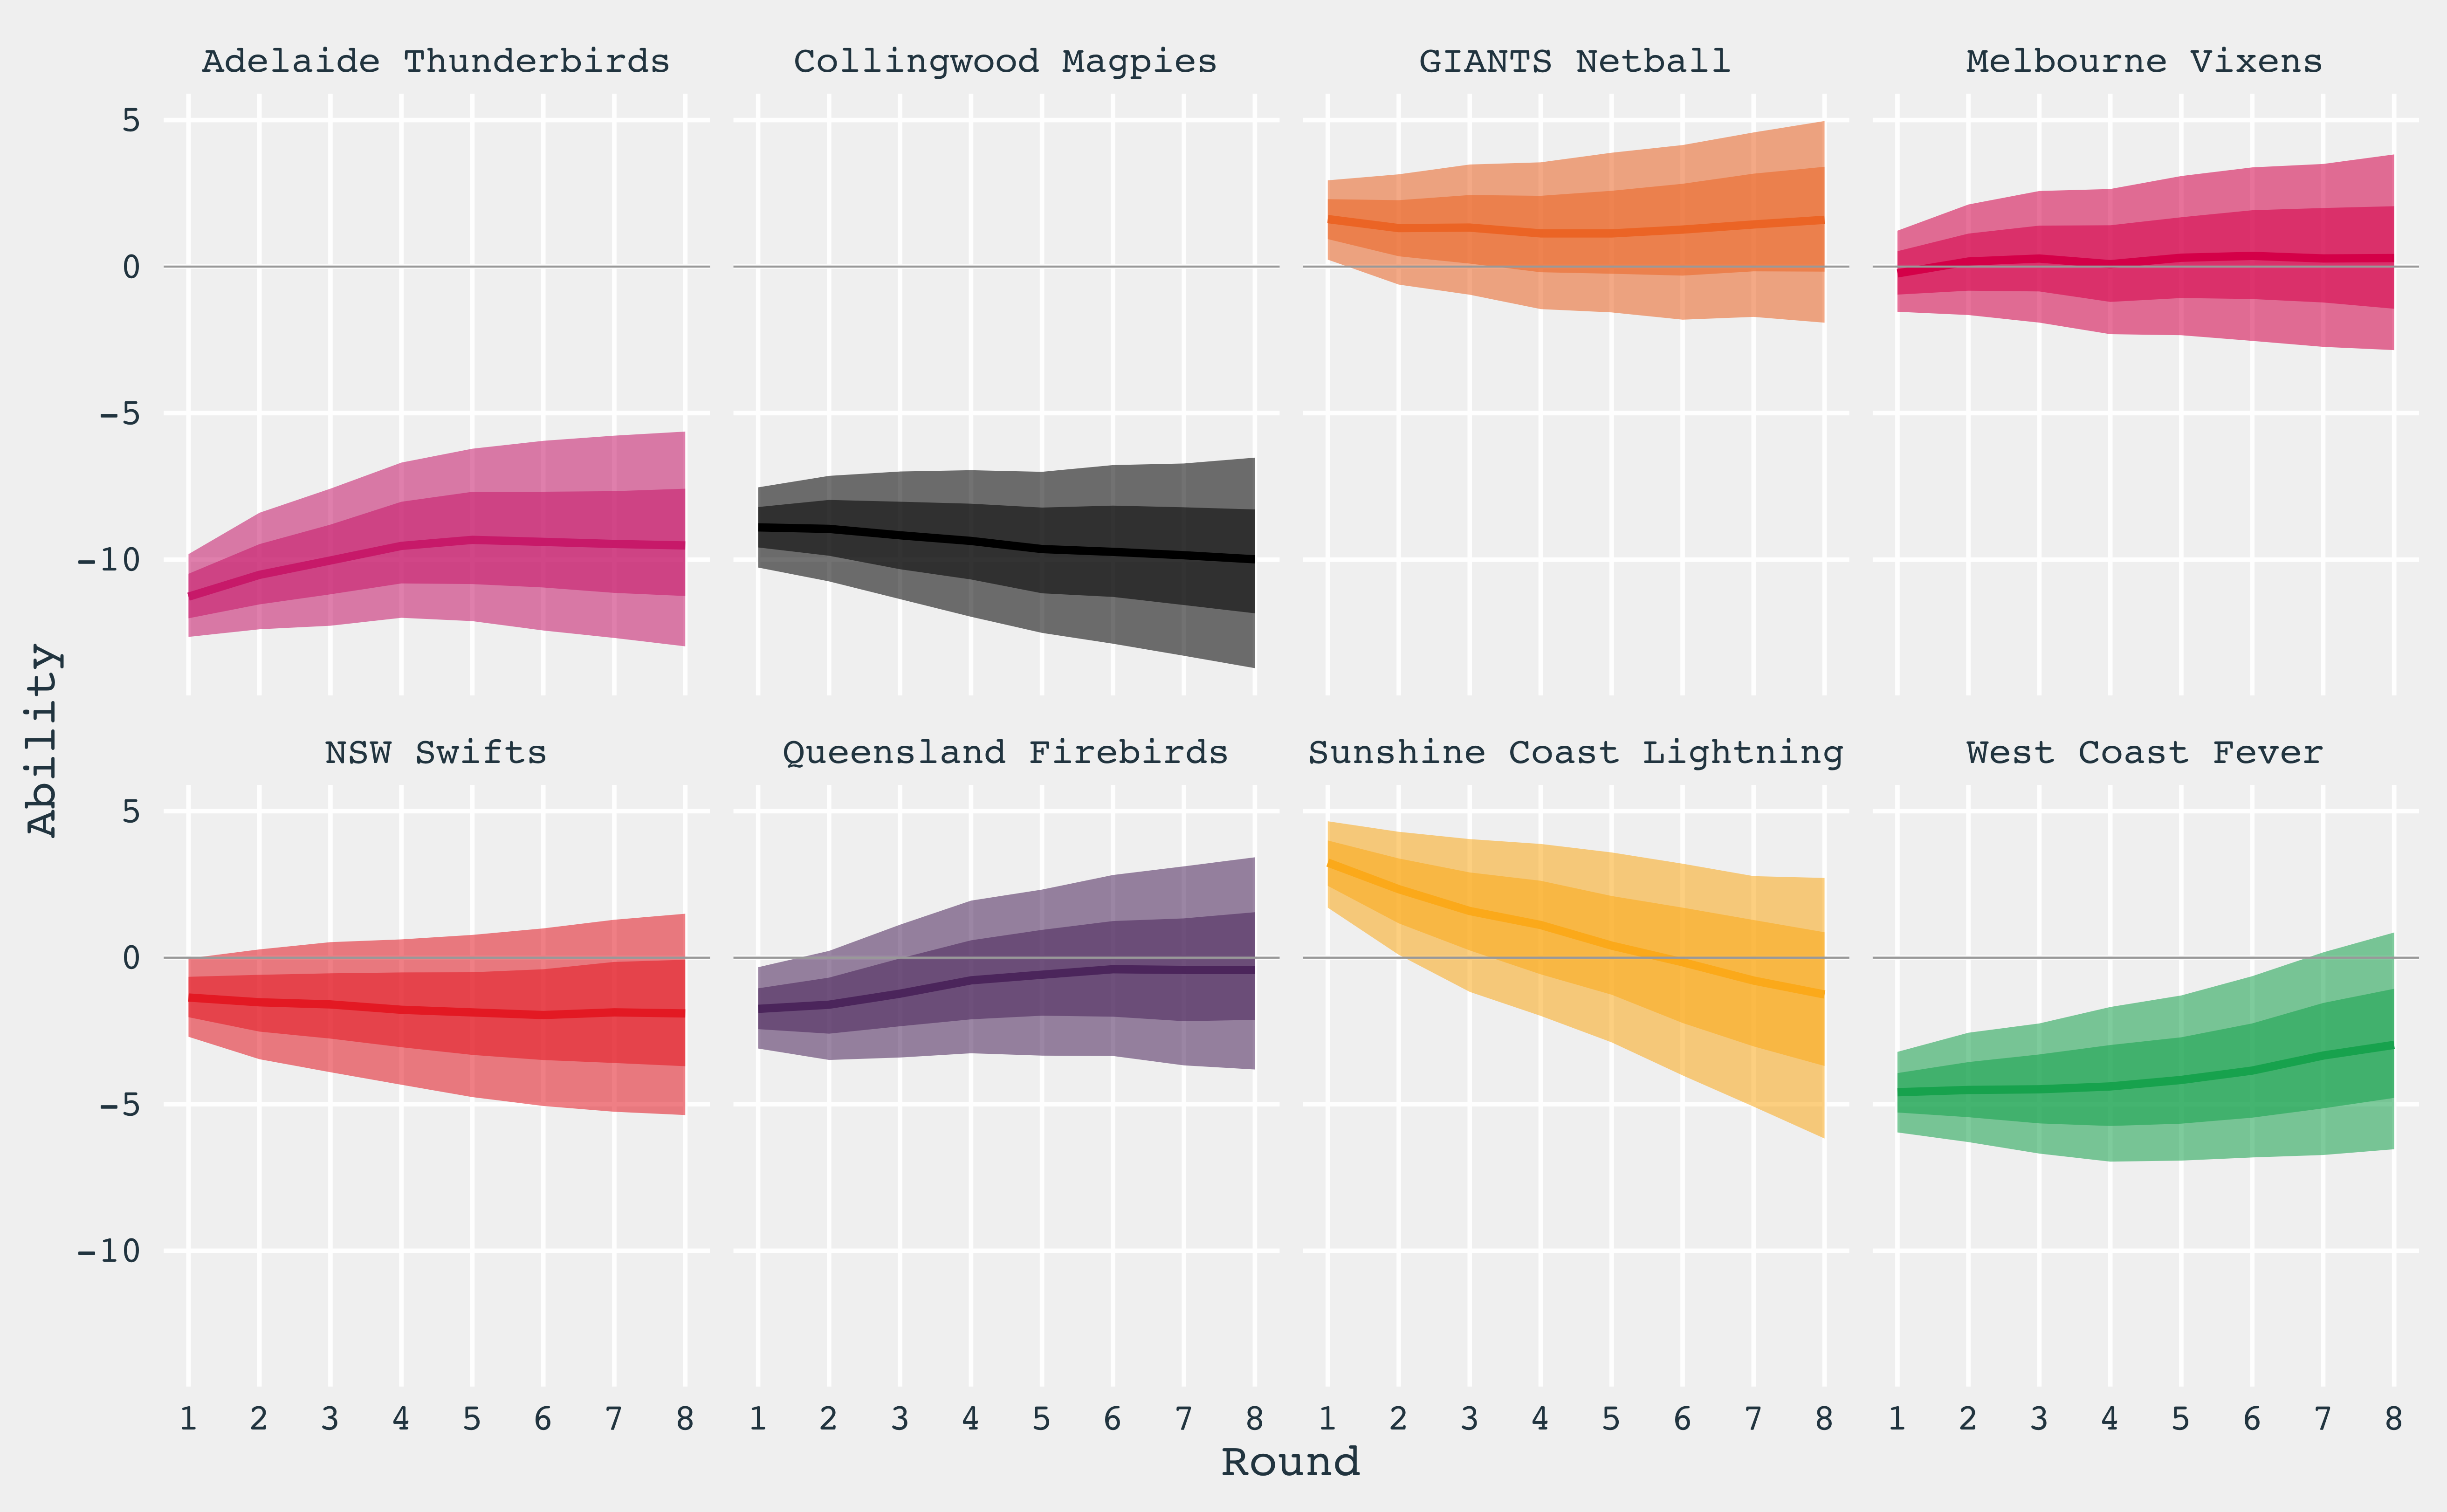 Adelaide Thunderbirds Collingwood Magpies GIANTS Netball Melbourne Vixens
5
0
-5
-10
Ability
NSW Swifts Queensland Firebirds Sunshine Coast Lightning West Coast Fever
5
0
-5
-10
1 2 3 4 5 6 7 8 1 2 3 4 5 6 7 8 1 2 3 4 5 6 7 8 1 2 3 4 5 6 7 8
Round